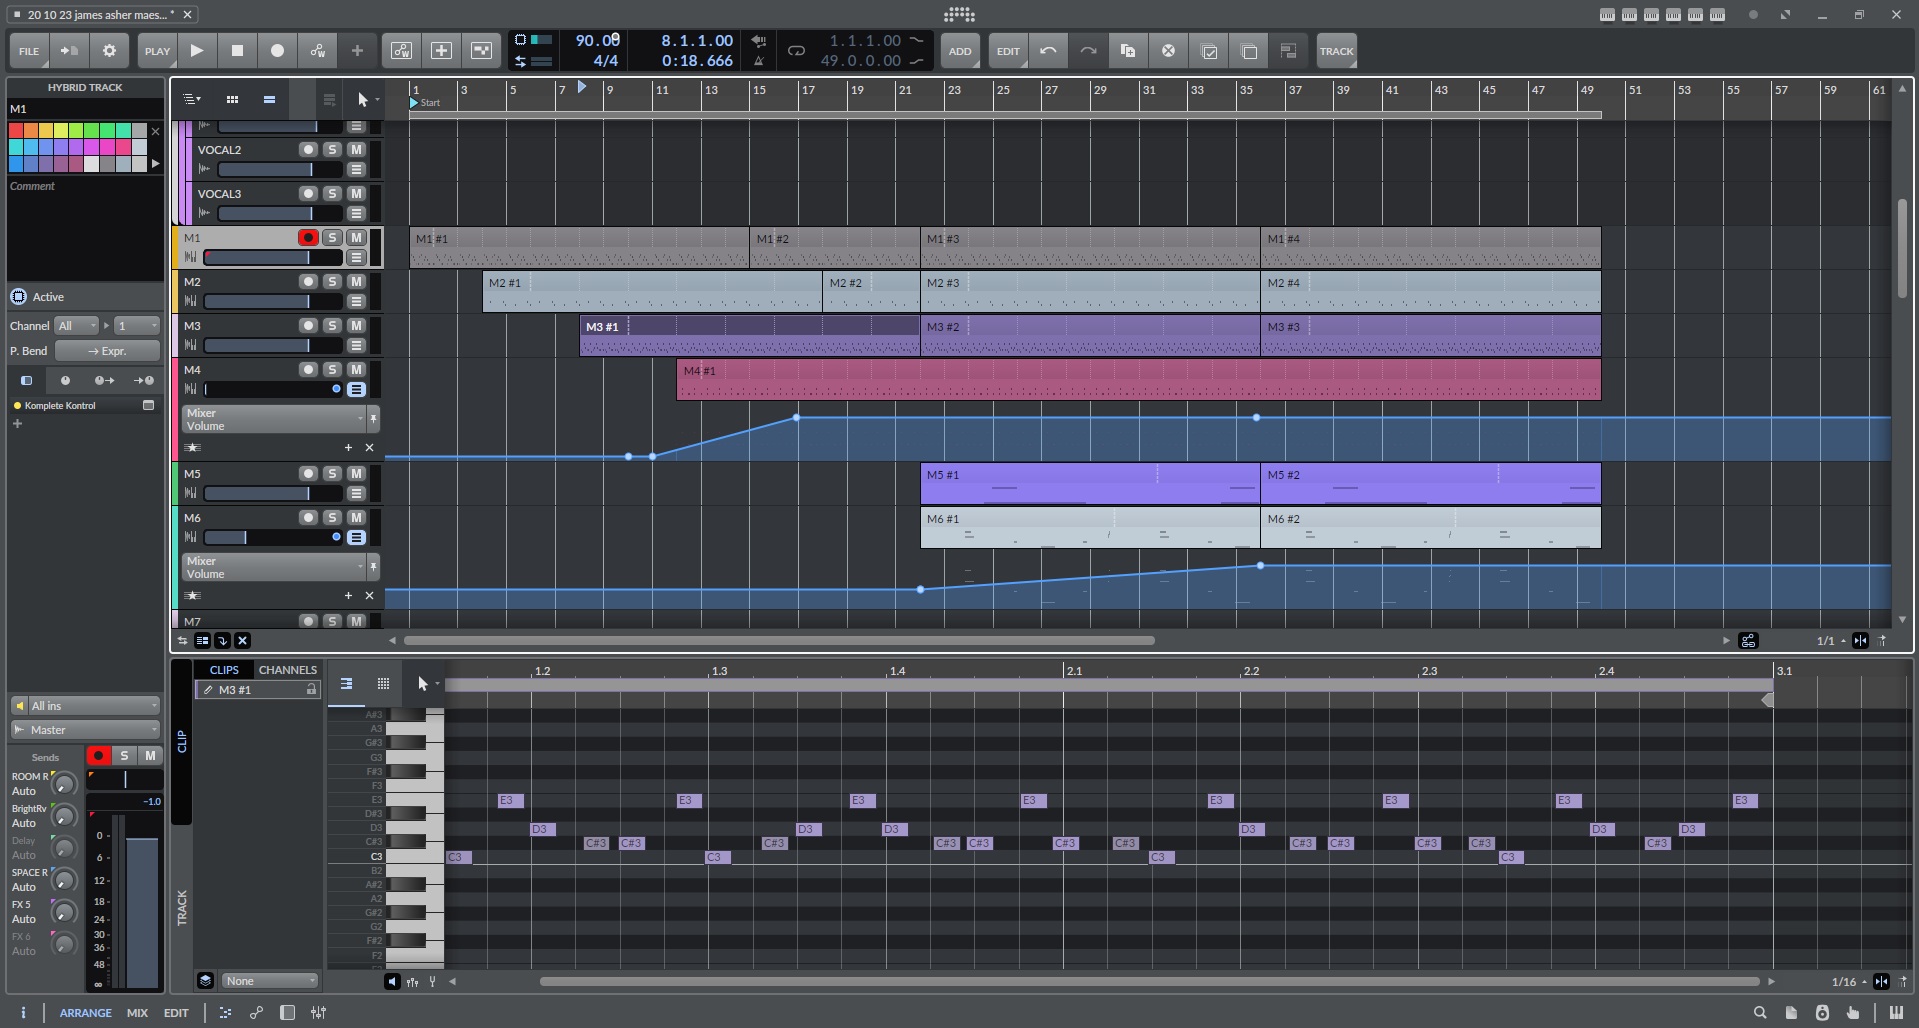 20 10 23 james asher maes... *
FILE
PLAY
90.00
4/4
8.1.1.00
0:18.666
1.1.1.00
49.0.0.00
ADD
EDIT
TRACK
HYBRID TRACK
M1
Comment
Active
Channel All 1
P. Bend → Expr.
Komplete Kontrol
All ins
Master
Sends
S M
ROOM R
Auto
BrightRv
Auto
Delay
Auto
SPACE R
Auto
FX 5
Auto
FX 6
Auto
-1.0
0
6
12
18
24
30
36
48
∞
1 3 5 7 9 11 13 15 17 19 21 23 25 27 29 31 33 35 37 39 41 43 45 47 49 51 53 55 57 59 61
Start
VOCAL2 S M
VOCAL3 S M
M1 S M
M1 #1 M1 #2 M1 #3 M1 #4
M2 S M
M2 #1 M2 #2 M2 #3 M2 #4
M3 S M
M3 #1 M3 #2 M3 #3
M4 S M
M4 #1
Mixer
Volume
M5 S M
M5 #1 M5 #2
M6 S M
M6 #1 M6 #2
Mixer
Volume
M7 S M
1/1
CLIP
TRACK
CLIPS CHANNELS
M3 #1
None
1.2 1.3 1.4 2.1 2.2 2.3 2.4 3.1
A#3
A3
G#3
G3
F#3
F3
E3 E3 E3 E3 E3 E3 E3 E3 E3
D#3
D3 D3 D3 D3 D3 D3 D3
C#3 C#3 C#3 C#3 C#3 C#3 C#3 C#3 C#3 C#3 C#3 C#3 C#3
C3 C3 C3 C3 C3
B2
A#2
A2
G#2
G2
F#2
F2
1/16
ARRANGE MIX EDIT